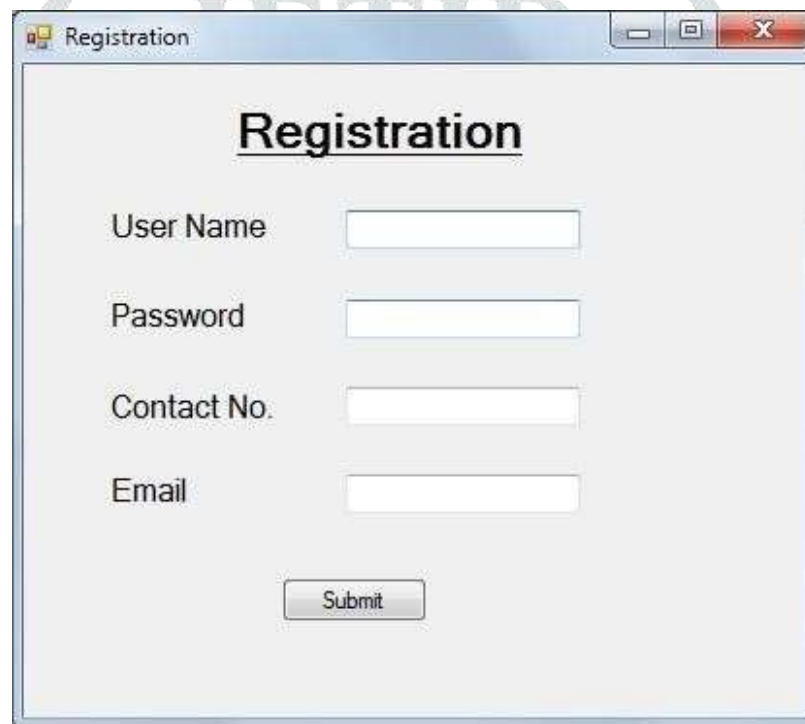 Registration
Registration
User Name
Password
Contact No.
Email
Submit